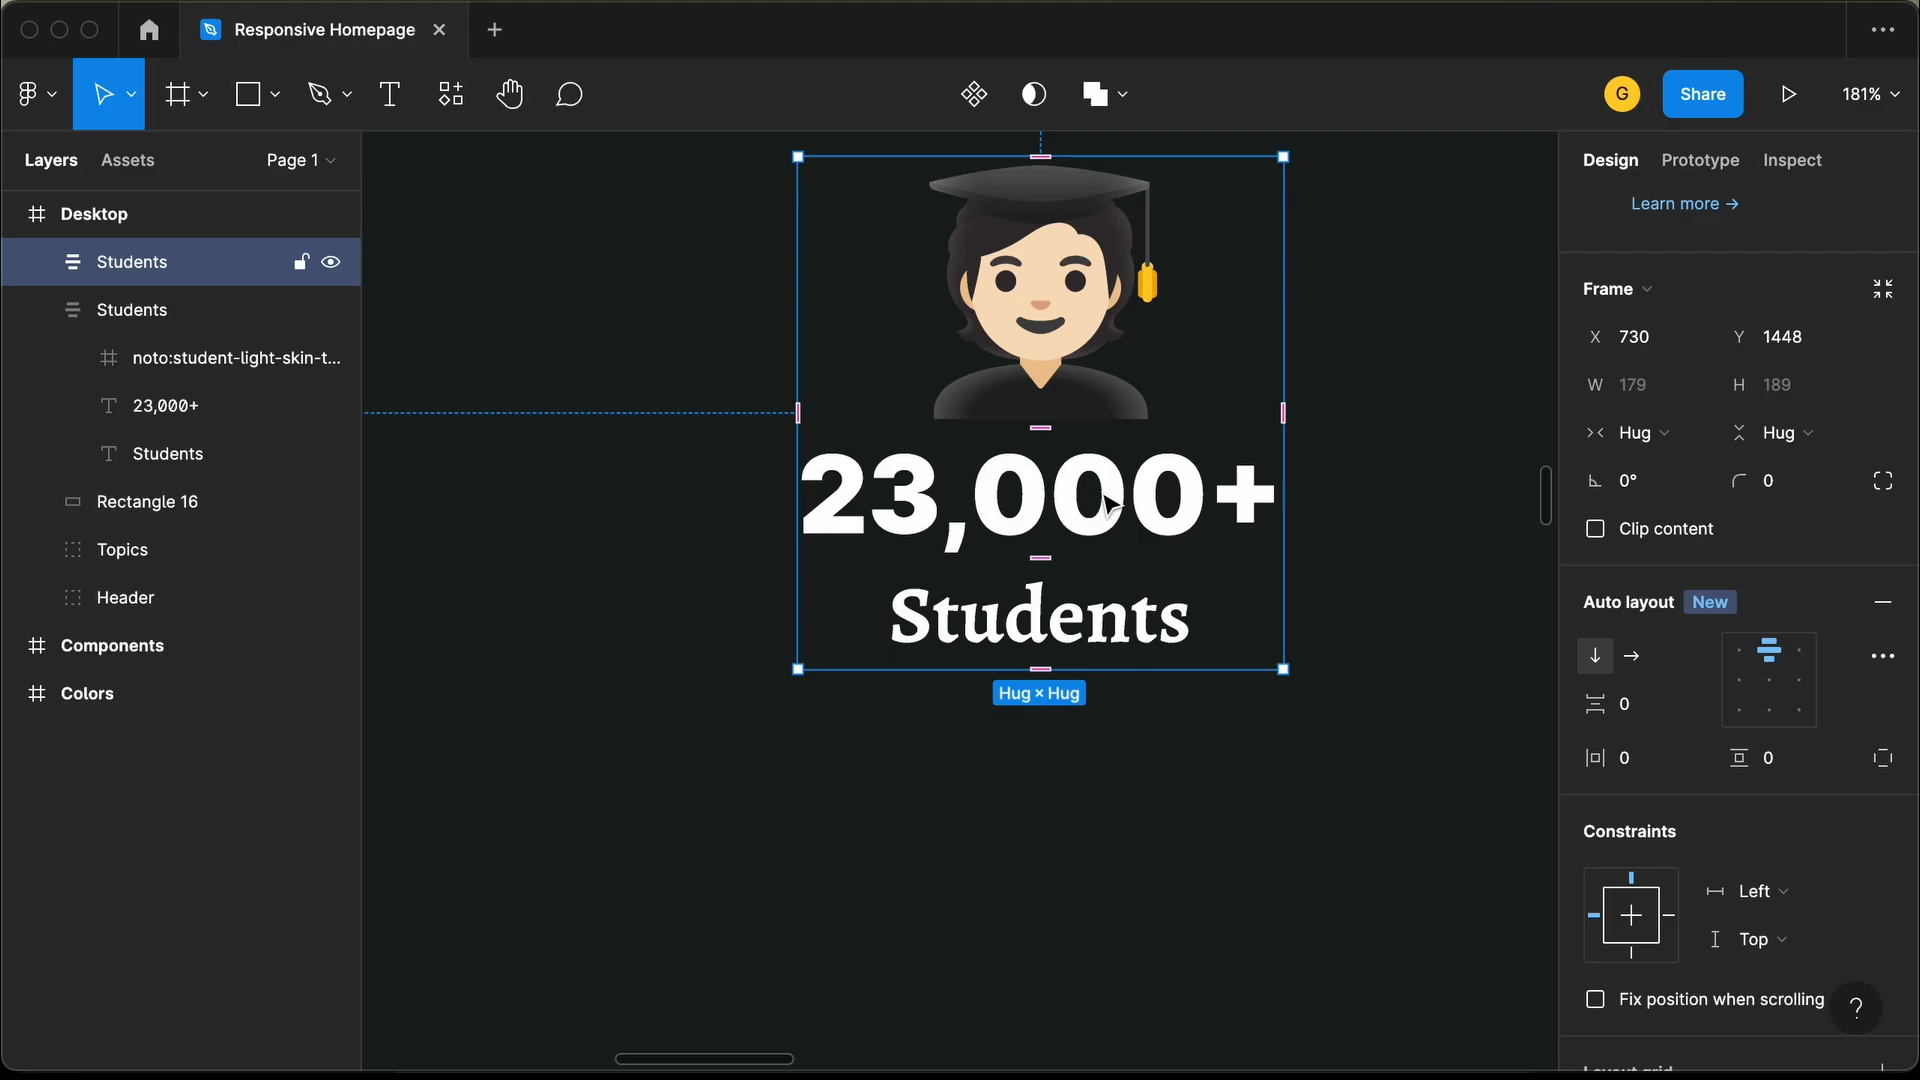 Responsive Homepage
G
Share
181%
Layers
Assets
Page 1
Desktop
Students
Students
noto:student-light-skin-t...
23,000+
Students
Rectangle 16
Topics
Header
Components
Colors
23,000+
Students
Hug × Hug
Design
Prototype
Inspect
Learn more →
Frame
X 730
Y 1448
W 179
H 189
Hug
Hug
0°
0
Clip content
Auto layout
New
0
0
0
Constraints
Left
Top
Fix position when scrolling
?